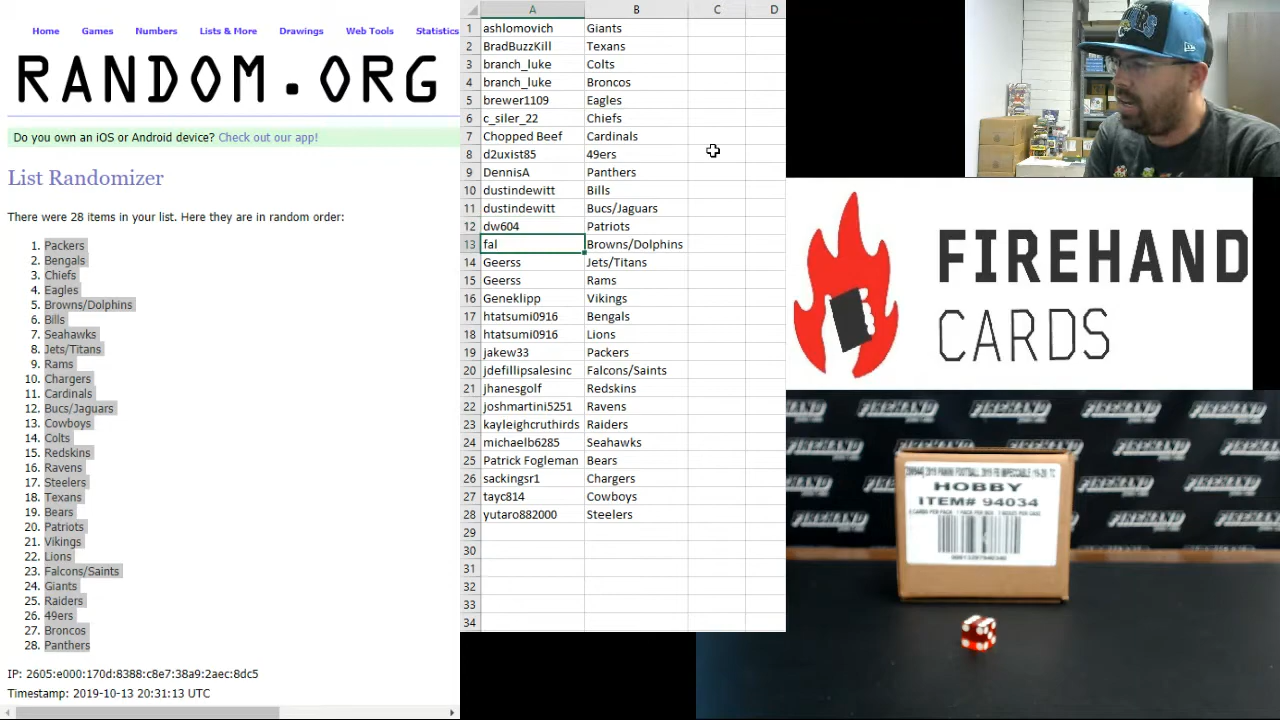 Home Games Numbers Lists & More Drawings Web Tools Statistics
RANDOM.ORG
Do you own an iOS or Android device? Check out our app!
List Randomizer
There were 28 items in your list. Here they are in random order:
1. Packers
2. Bengals
3. Chiefs
4. Eagles
5. Browns/Dolphins
6. Bills
7. Seahawks
8. Jets/Titans
9. Rams
10. Chargers
11. Cardinals
12. Bucs/Jaguars
13. Cowboys
14. Colts
15. Redskins
16. Ravens
17. Steelers
18. Texans
19. Bears
20. Patriots
21. Vikings
22. Lions
23. Falcons/Saints
24. Giants
25. Raiders
26. 49ers
27. Broncos
28. Panthers
IP: 2605:e000:170d:8388:c8e7:38a9:2aec:8dc5
Timestamp: 2019-10-13 20:31:13 UTC
A B C D
1 ashlomovich Giants
2 BradBuzzKill Texans
3 branch_luke Colts
4 branch_luke Broncos
5 brewer1109 Eagles
6 c_siler_22 Chiefs
7 Chopped Beef Cardinals
8 d2uxist85 49ers
9 DennisA Panthers
10 dustindewitt Bills
11 dustindewitt Bucs/Jaguars
12 dw604 Patriots
13 fal Browns/Dolphins
14 Geerss Jets/Titans
15 Geerss Rams
16 Geneklipp Vikings
17 htatsumi0916 Bengals
18 htatsumi0916 Lions
19 jakew33 Packers
20 jdefillipsalesinc Falcons/Saints
21 jhanesgolf Redskins
22 joshmartini5251 Ravens
23 kayleighcruthirds Raiders
24 michaelb6285 Seahawks
25 Patrick Fogleman Bears
26 sackingsr1 Chargers
27 tayc814 Cowboys
28 yutaro882000 Steelers
29
30
31
32
33
34
FIREHAND
CARDS
FIREHAND
HOBBY
ITEM# 94034